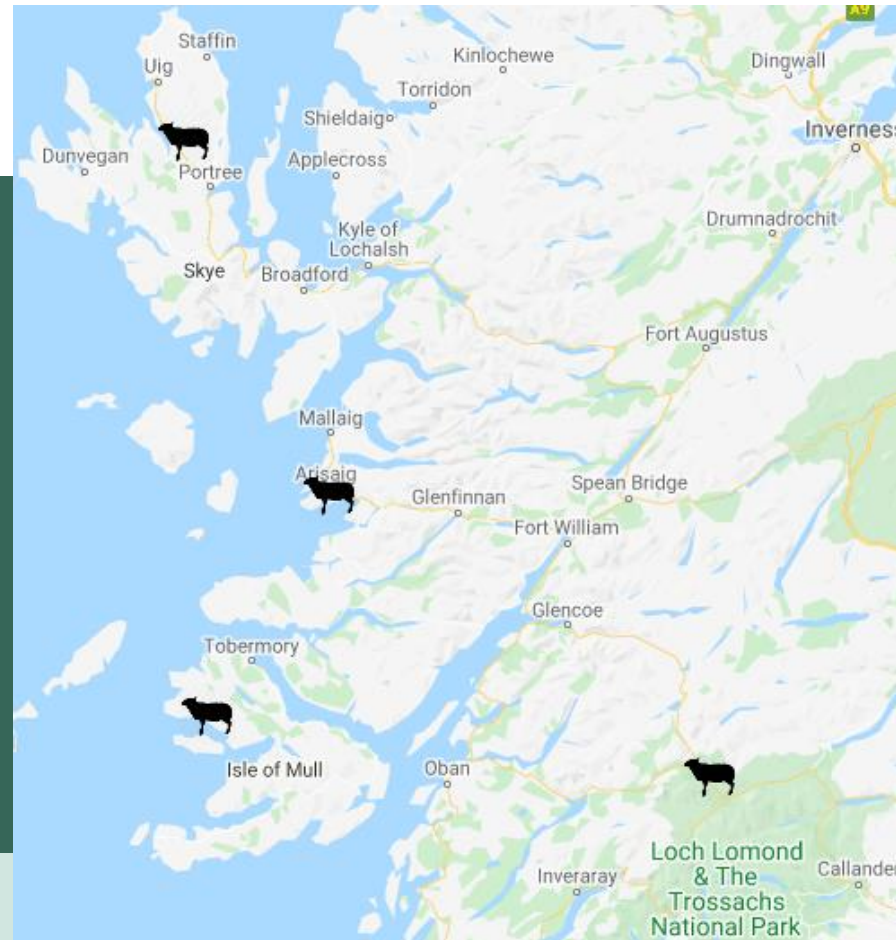 A9
Staffin
Kinlochewe
Uig
Dingwall
Torridon
Shieldaig
Inverness
Dunvegan
Applecross
Portree
Drumnadrochit
Kyle of
Lochalsh
Skye
Broadford
Fort Augustus
Mallaig
Arisaig
Spean Bridge
Glenfinnan
Fort William
Glencoe
Tobermory
Isle of Mull
Oban
Loch Lomond
& The
Trossachs
National Park
Inveraray
Callander